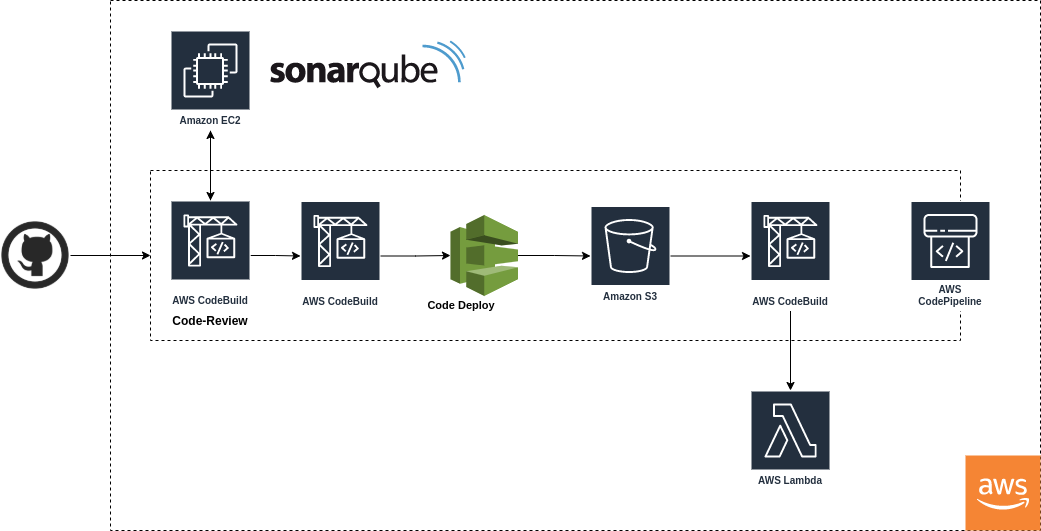 sonarqube
Amazon EC2
AWS CodeBuild
Code-Review
AWS CodeBuild
Code Deploy
Amazon S3
AWS CodeBuild
AWS
CodePipeline
AWS Lambda
aws